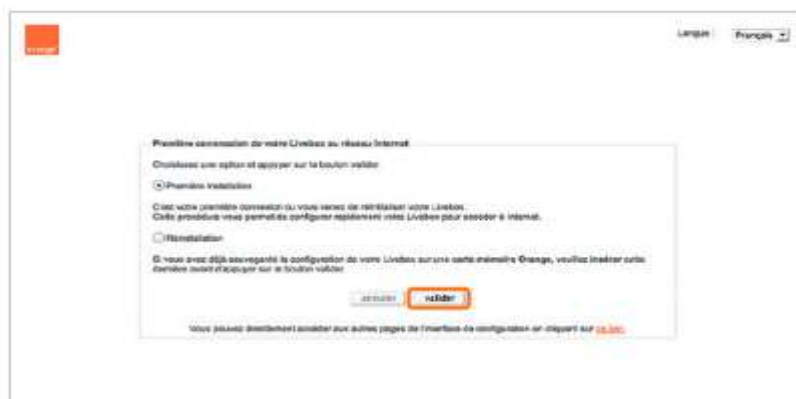 orange
Langue : Français
Première connexion de votre Livebox au réseau Internet
Choisissez une option et appuyer sur le bouton valider
Première installation
C'est votre première connexion ou vous venez de réinitialiser votre Livebox.
Cette procédure vous permet de configurer rapidement votre Livebox pour accéder à Internet.
Réinstallation
Si vous avez déjà sauvegardé la configuration de votre Livebox sur une carte mémoire Orange, veuillez insérer cette
dernière avant d'appuyer sur le bouton valider
annuler valider
Vous pouvez directement accéder aux autres pages de l'interface de configuration en cliquant sur ce lien